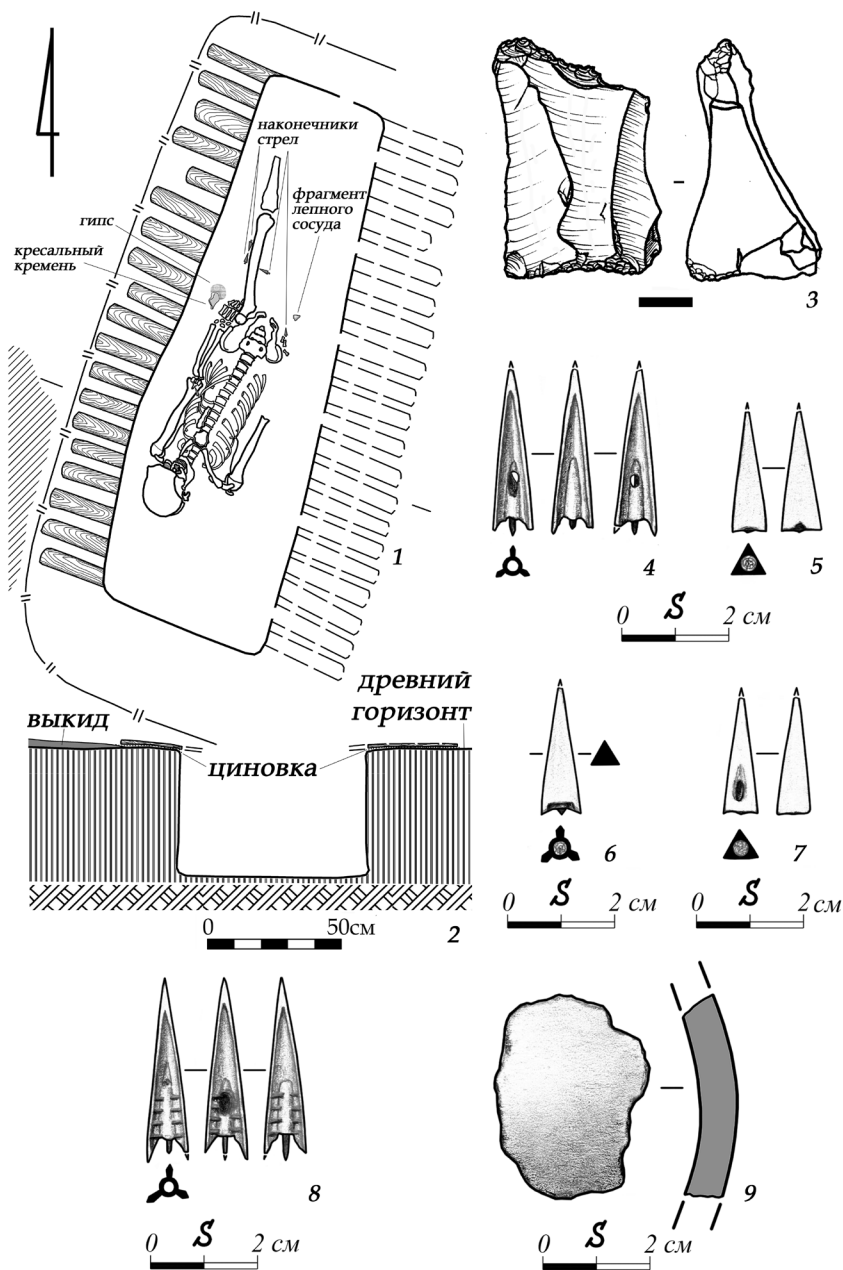 наконечники
стрел
фрагмент
лепного
сосуда
гипс
кресальный
кремень
1
3
4
5
0 S 2 см
древний
горизонт
выкид
циновка
0 50см
2
6
7
0 S 2 см
0 S 2 см
8
9
0 S 2 см
0 S 2 см